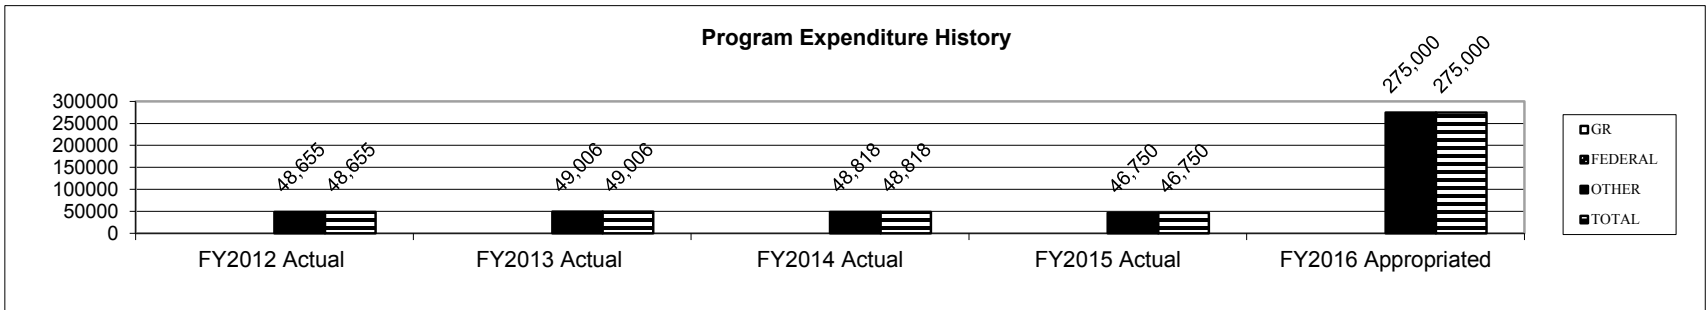 Program Expenditure History
275,000 275,000
300000
250000
200000
150000
100000
50000
0
48,655 48,655
49,006 49,006
48,818 48,818
46,750 46,750
FY2012 Actual
FY2013 Actual
FY2014 Actual
FY2015 Actual
FY2016 Appropriated
GR
FEDERAL
OTHER
TOTAL